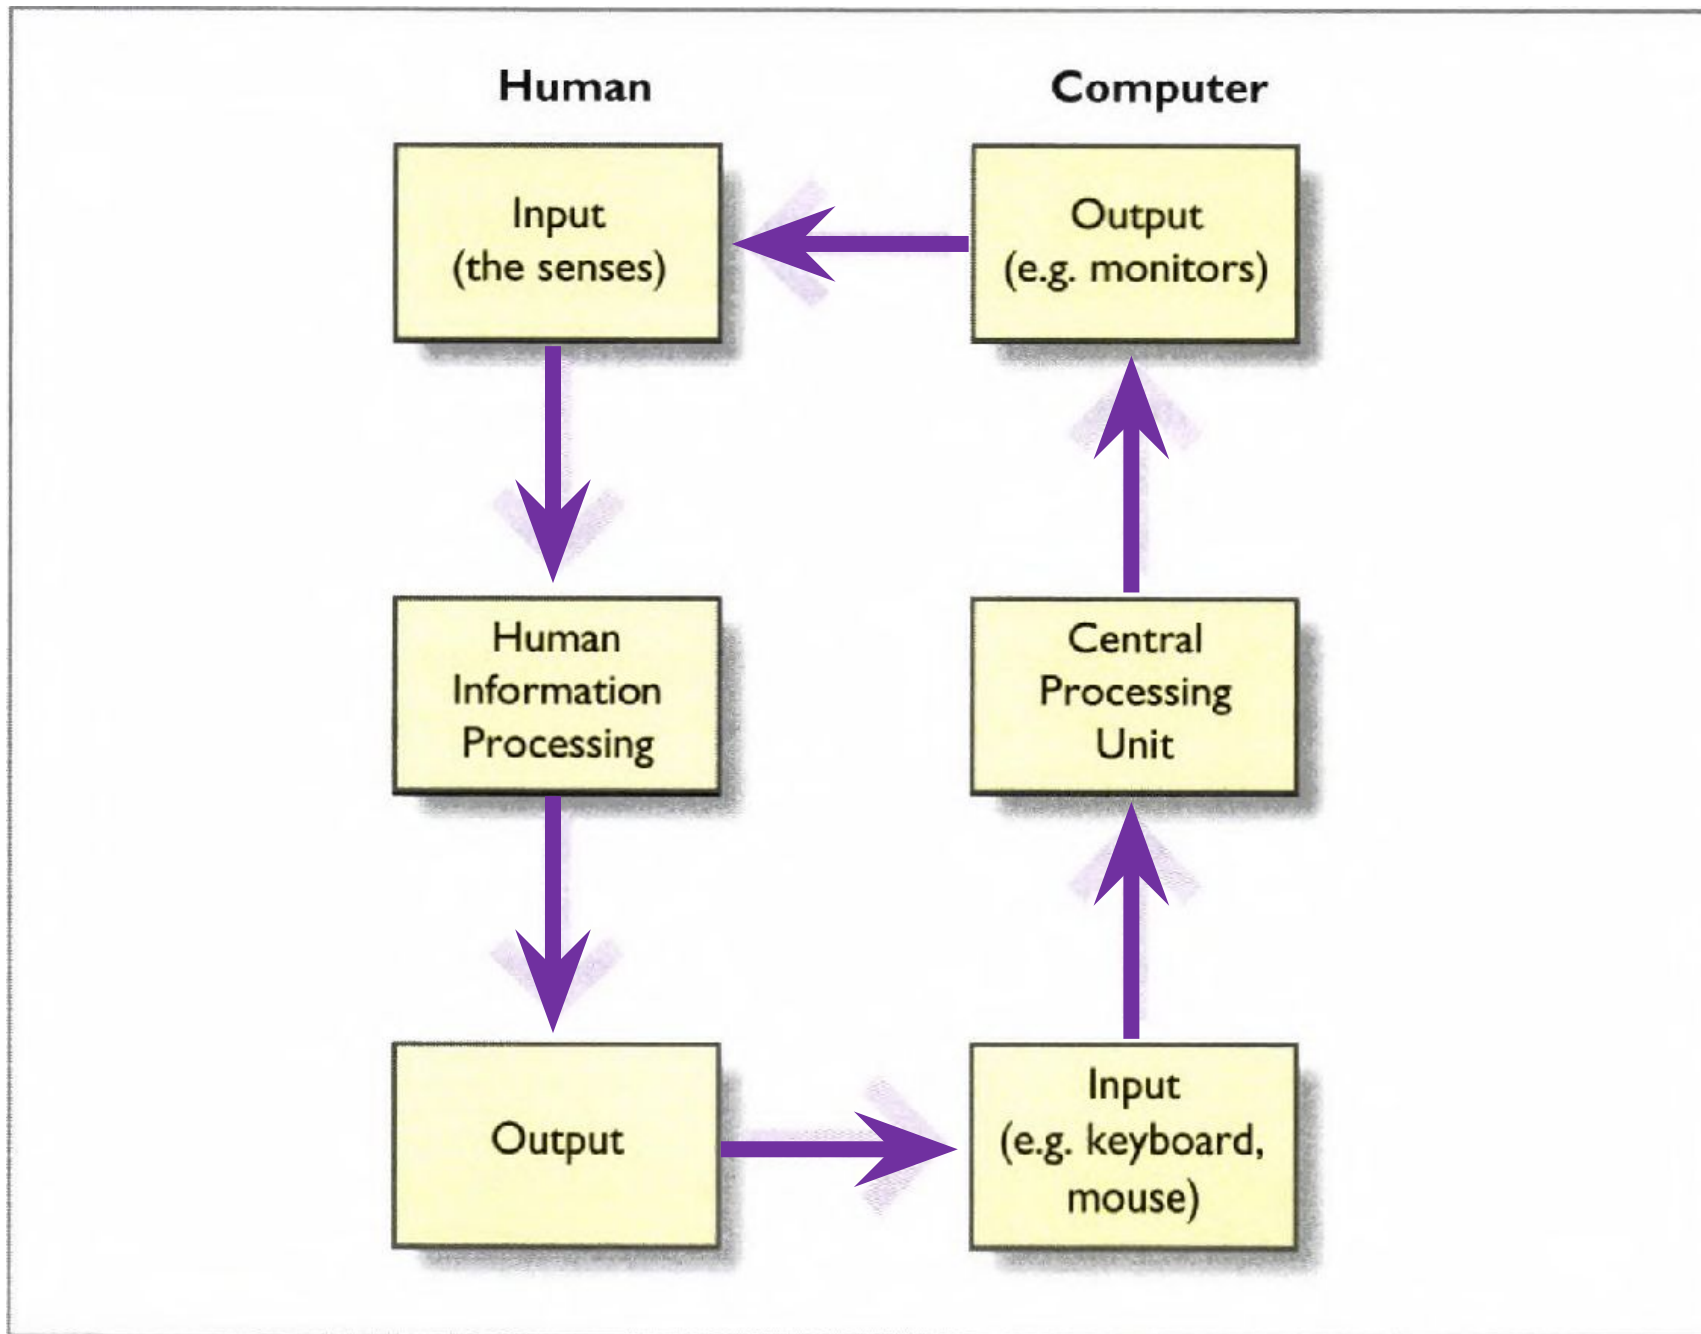 Human
Computer
Input
(the senses)
Output
(e.g. monitors)
Human
Information
Processing
Central
Processing
Unit
Output
Input
(e.g. keyboard,
mouse)